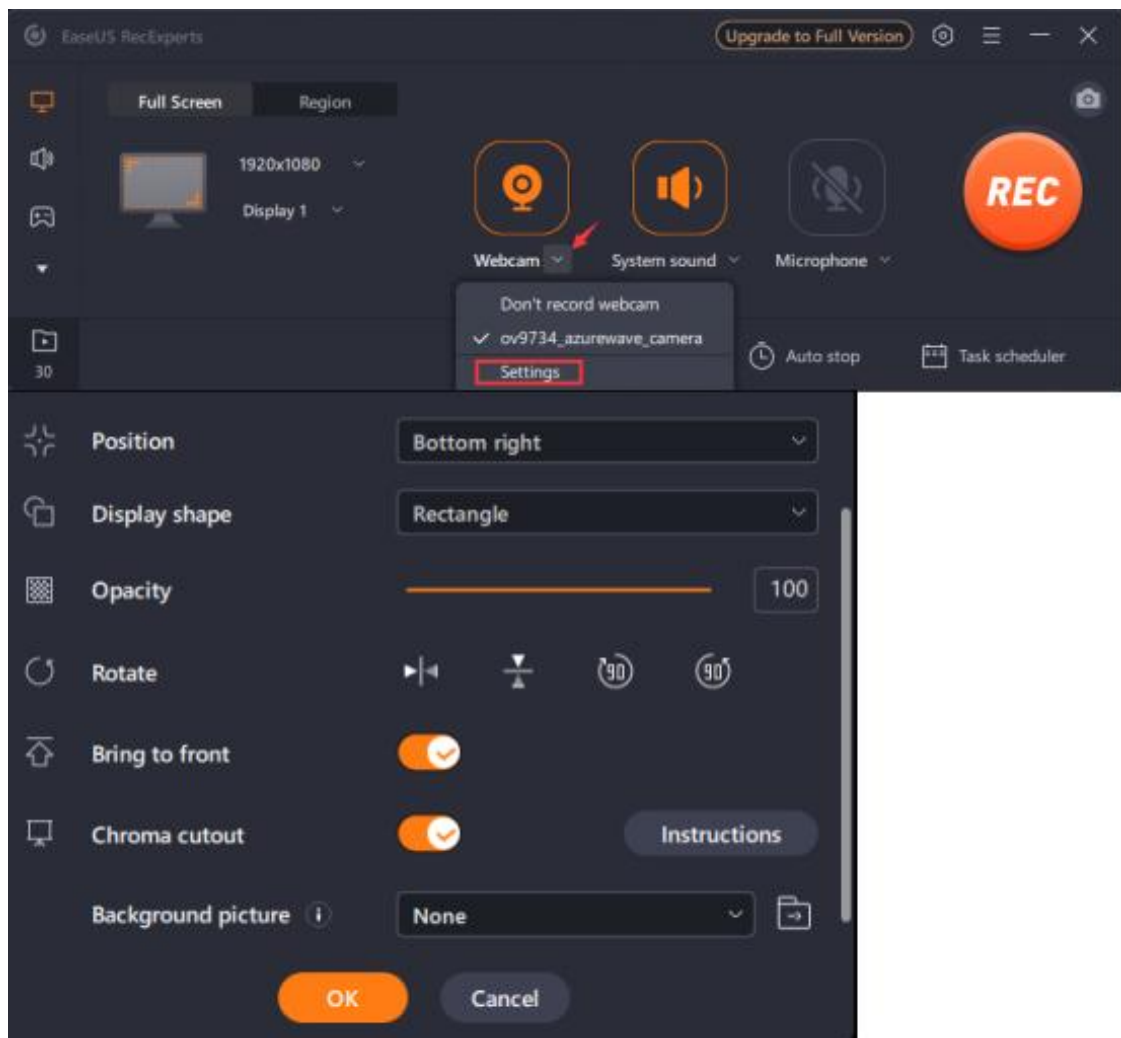 EaseUS RecExperts
Upgrade to Full Version
Full Screen
Region
1920x1080
Display 1
REC
Webcam
System sound
Microphone
Don't record webcam
ov9734_azurewave_camera
Settings
30
Auto stop
Task scheduler
Position
Bottom right
Display shape
Rectangle
Opacity
100
Rotate
90
90
Bring to front
Chroma cutout
Instructions
Background picture
None
OK
Cancel